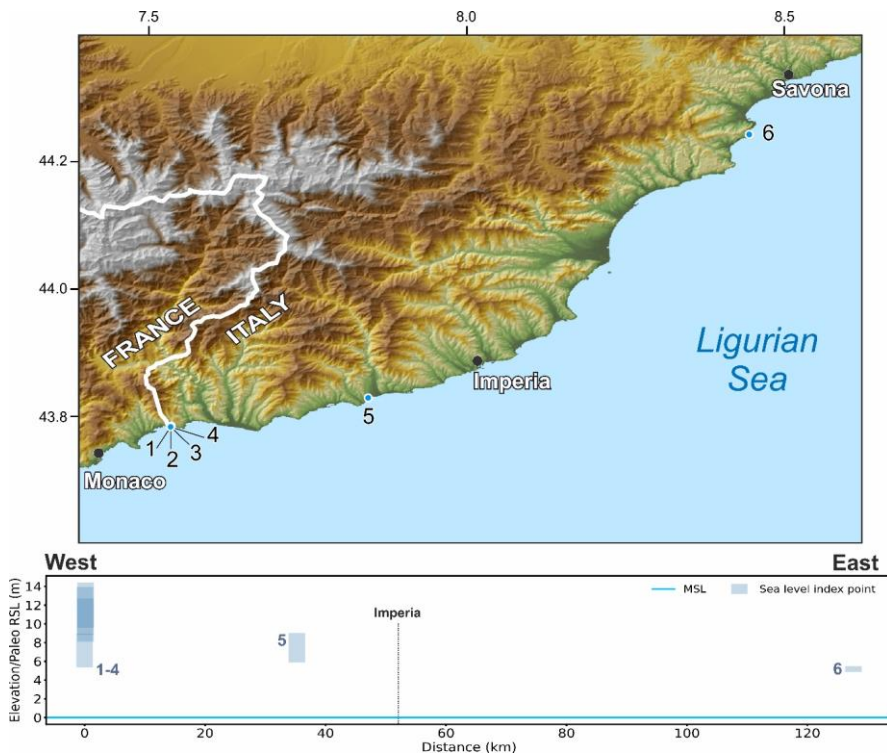 7.5 8.0 8.5
Savona
6
44.2
44.0
FRANCE
ITALY
Ligurian
Sea
Imperia
43.8
5
1 2 3 4
Monaco
West East
Elevation/Paleo RSL (m)
14
12
10
8
6
4
2
0
MSL Sea level index point
Imperia
5
1-4
6
0 20 40 60 80 100 120
Distance (km)